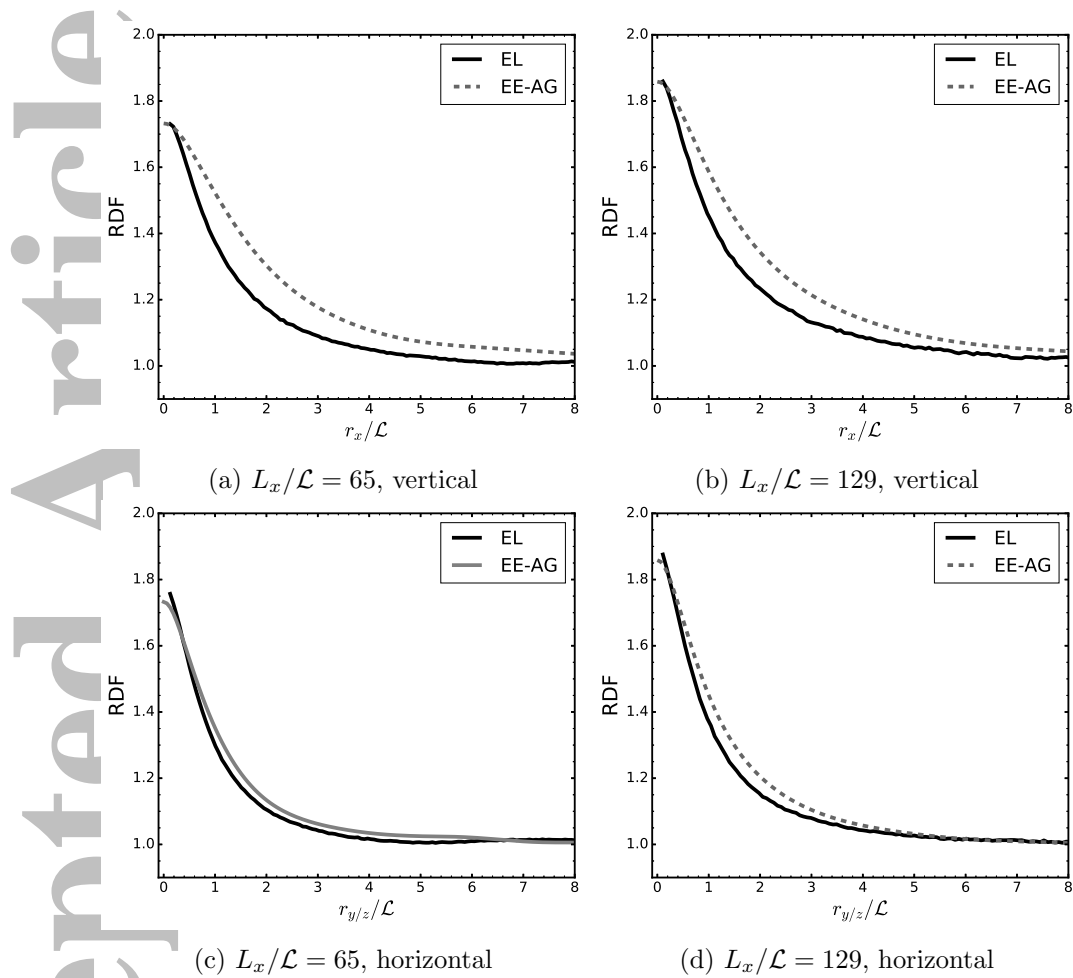 2.0
EL
EE-AG
1.8
1.6
RDF
1.4
1.2
1.0
0 1 2 3 4 5 6 7 8
r_x/ℒ
(a) L_x/ℒ = 65, vertical
2.0
EL
EE-AG
1.8
1.6
RDF
1.4
1.2
1.0
0 1 2 3 4 5 6 7 8
r_x/ℒ
(b) L_x/ℒ = 129, vertical
2.0
EL
EE-AG
1.8
1.6
RDF
1.4
1.2
1.0
0 1 2 3 4 5 6 7 8
r_{y/z}/ℒ
(c) L_x/ℒ = 65, horizontal
2.0
EL
EE-AG
1.8
1.6
RDF
1.4
1.2
1.0
0 1 2 3 4 5 6 7 8
r_{y/z}/ℒ
(d) L_x/ℒ = 129, horizontal
epted Article